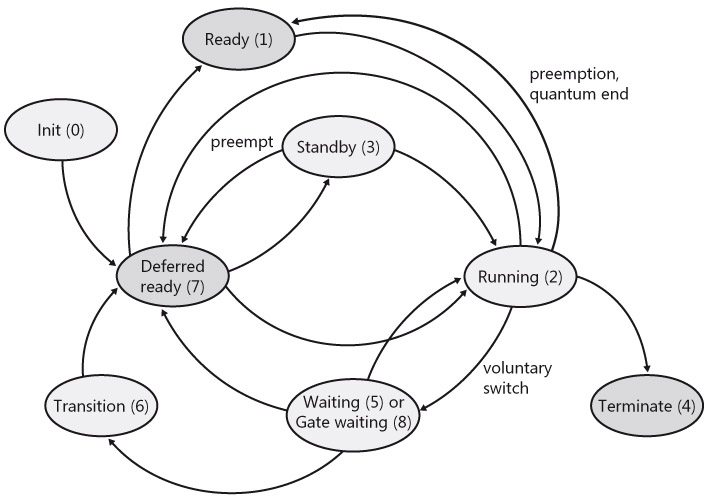 Ready (1)
preemption,
quantum end
Init (0)
preempt
Standby (3)
Deferred
ready (7)
Running (2)
voluntary
switch
Transition (6)
Waiting (5) or
Gate waiting (8)
Terminate (4)